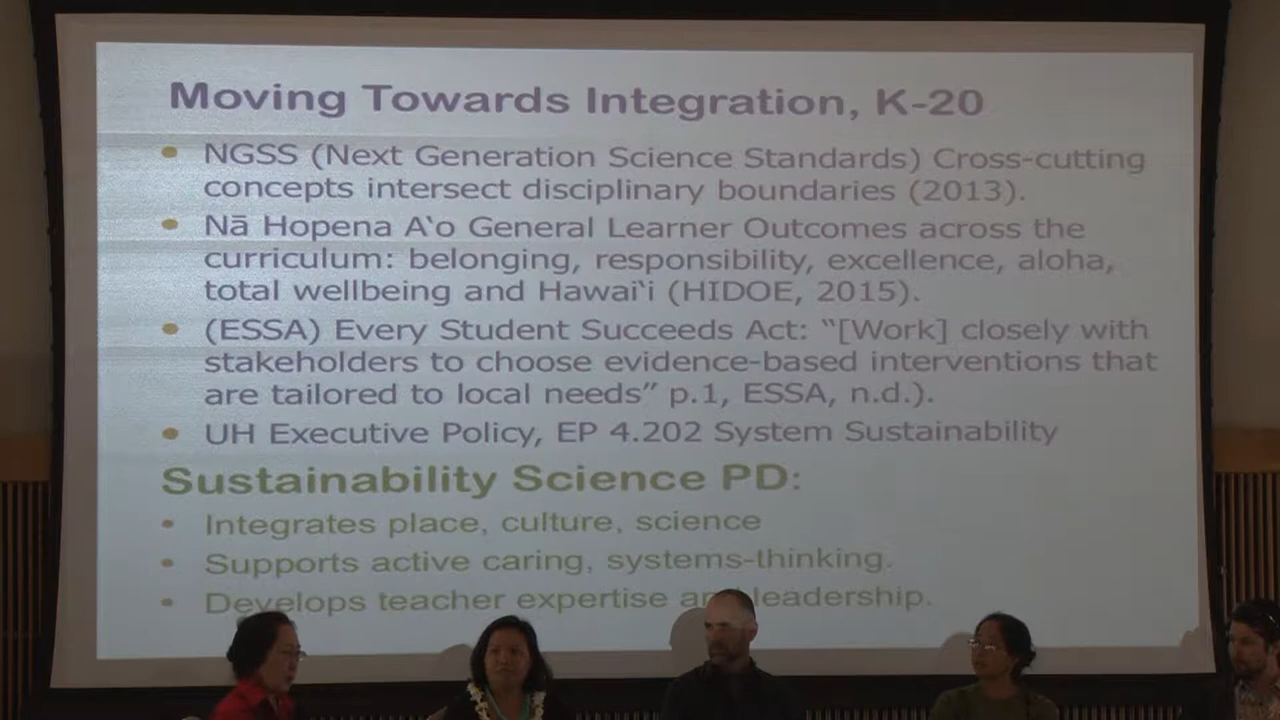 Moving Towards Integration, K-20
• NGSS (Next Generation Science Standards) Cross-cutting
concepts intersect disciplinary boundaries (2013).
• Nā Hopena Aʻo General Learner Outcomes across the
curriculum: belonging, responsibility, excellence, aloha,
total wellbeing and Hawaiʻi (HIDOE, 2015).
• (ESSA) Every Student Succeeds Act: “[Work] closely with
stakeholders to choose evidence-based interventions that
are tailored to local needs” p.1, ESSA, n.d.).
• UH Executive Policy, EP 4.202 System Sustainability
Sustainability Science PD:
• Integrates place, culture, science
• Supports active caring, systems-thinking.
• Develops teacher expertise and leadership.